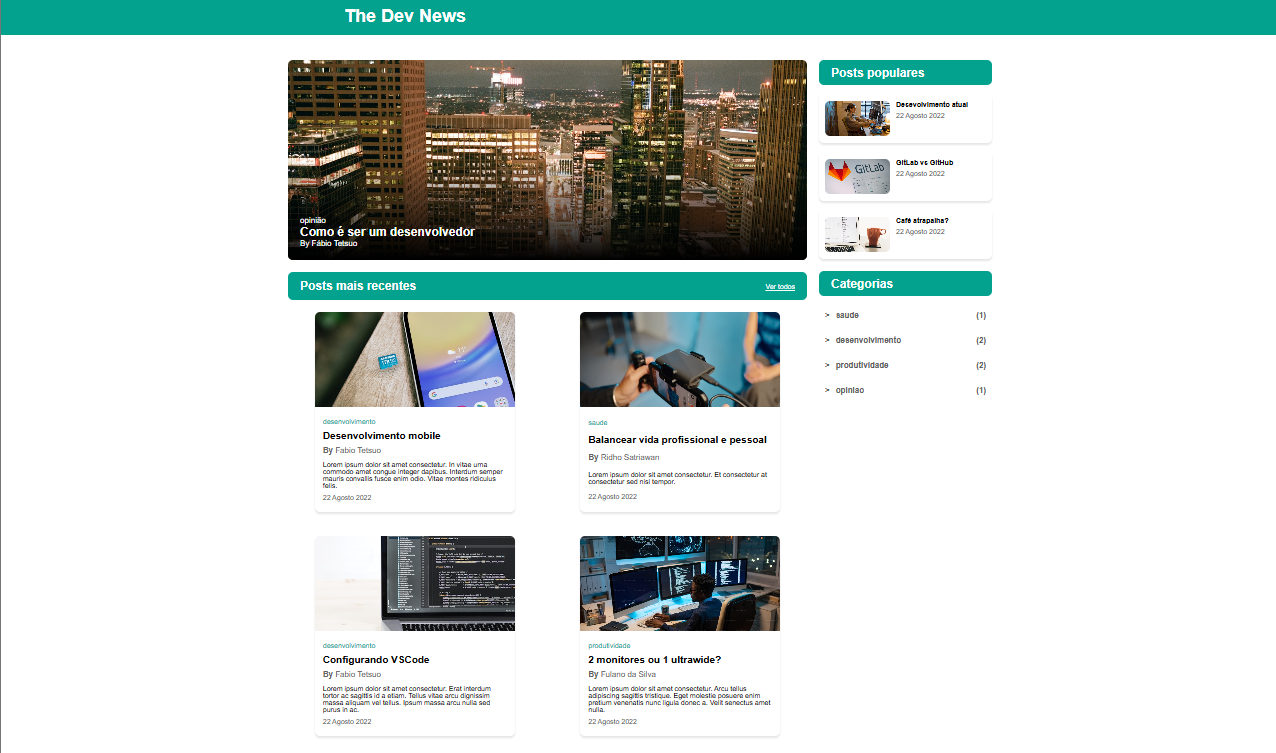 The Dev News
opinião
Como é ser um desenvolvedor
By Fábio Tetsuo
Posts populares
Desevolvimento atual
22 Agosto 2022
GitLab
GitLab vs GitHub
22 Agosto 2022
Café atrapalha?
22 Agosto 2022
Posts mais recentes
Ver todos
Categorias
> saude (1)
> desenvolvimento (2)
> produtividade (2)
> opiniao (1)
desenvolvimento
Desenvolvimento mobile
By Fabio Tetsuo
Lorem ipsum dolor sit amet consectetur. In vitae urna
commodo amet congue integer dapibus. Interdum semper
mauris convallis fusce enim odio. Vitae montes ridiculus
felis.
22 Agosto 2022
saude
Balancear vida profissional e pessoal
By Ridho Satriawan
Lorem ipsum dolor sit amet consectetur. Et consectetur at
consectetur sed nisl tempor.
22 Agosto 2022
desenvolvimento
Configurando VSCode
By Fabio Tetsuo
Lorem ipsum dolor sit amet consectetur. Erat interdum
tortor ac sagittis id a etiam. Tellus vitae arcu dignissim
massa aliquam vel tellus. Ipsum massa arcu nulla sed
purus in ac.
22 Agosto 2022
produtividade
2 monitores ou 1 ultrawide?
By Fulano da Silva
Lorem ipsum dolor sit amet consectetur. Arcu tellus
adipiscing sagittis tristique. Eget molestie posuere enim
pretium venenatis nunc ligula donec a. Velit senectus amet
nulla.
22 Agosto 2022